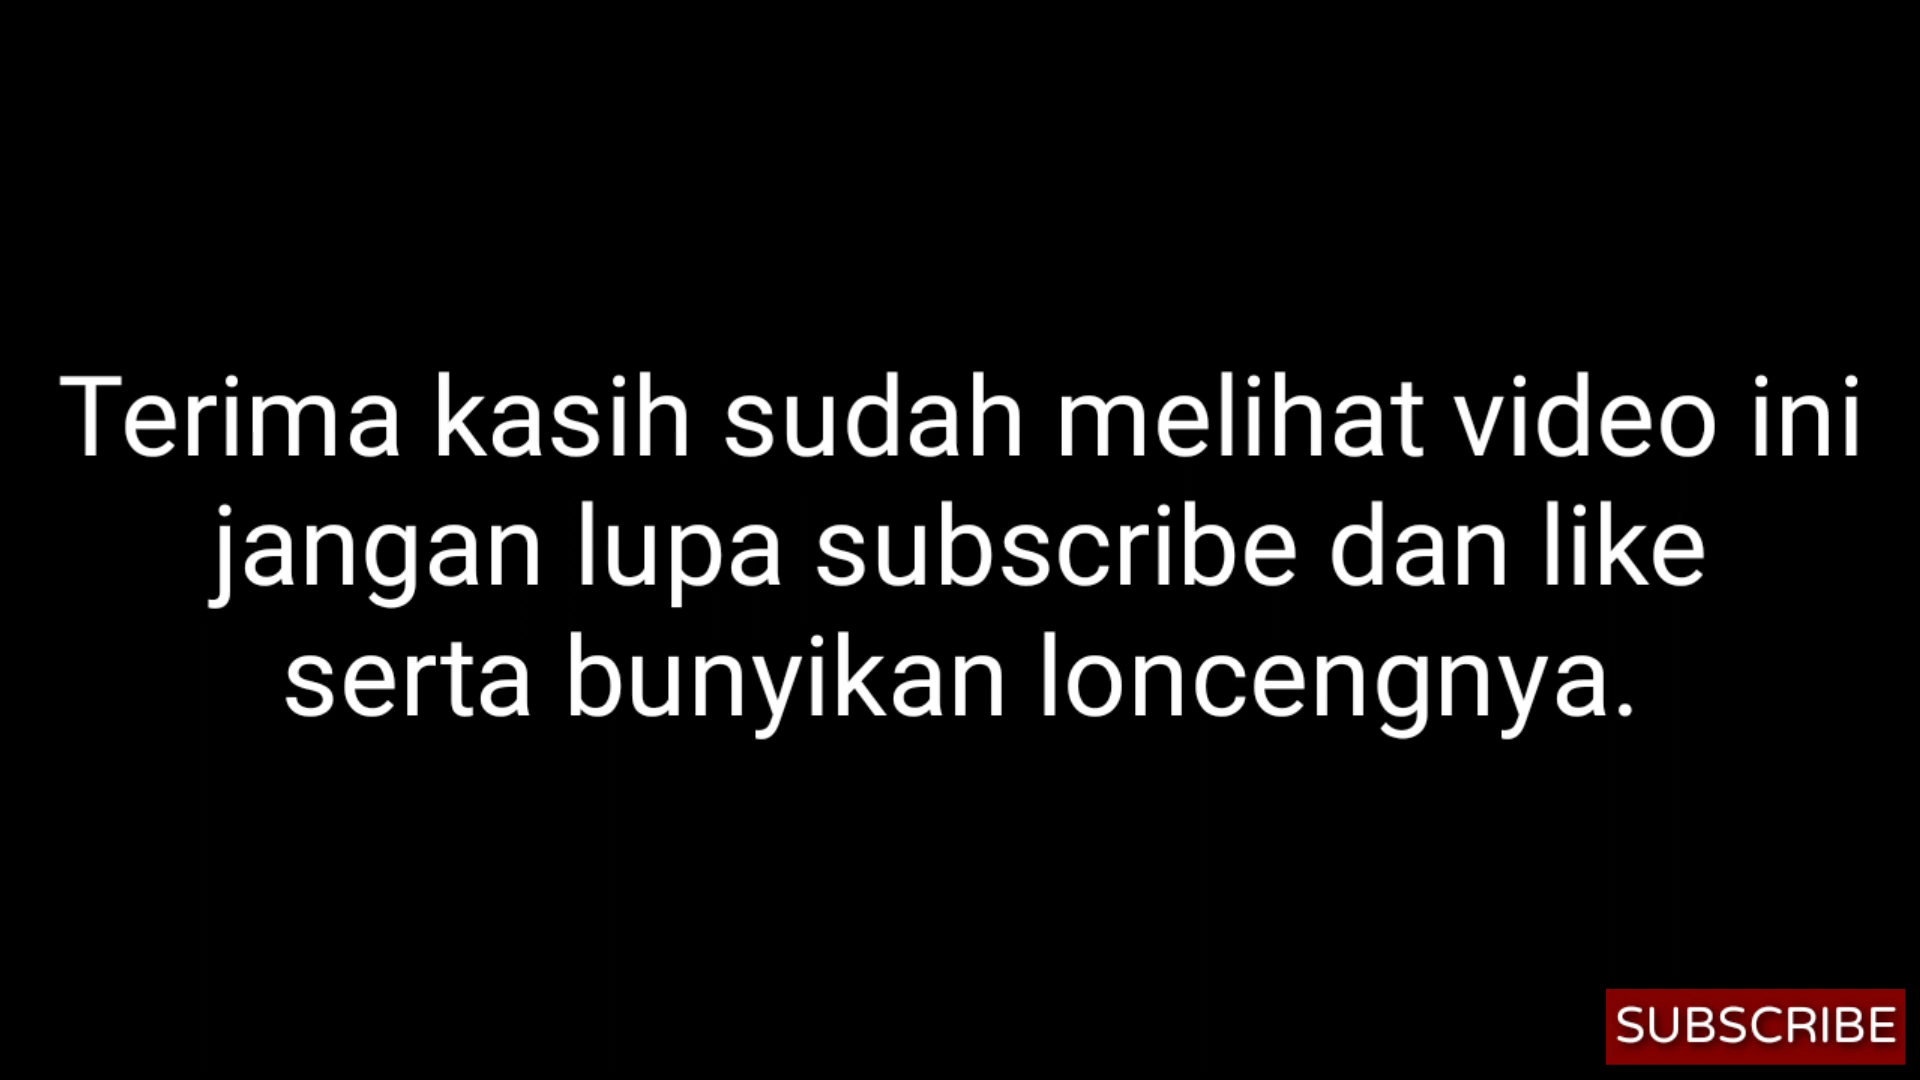 Terima kasih sudah melihat video ini
jangan lupa subscribe dan like
serta bunyikan loncengnya.
SUBSCRIBE